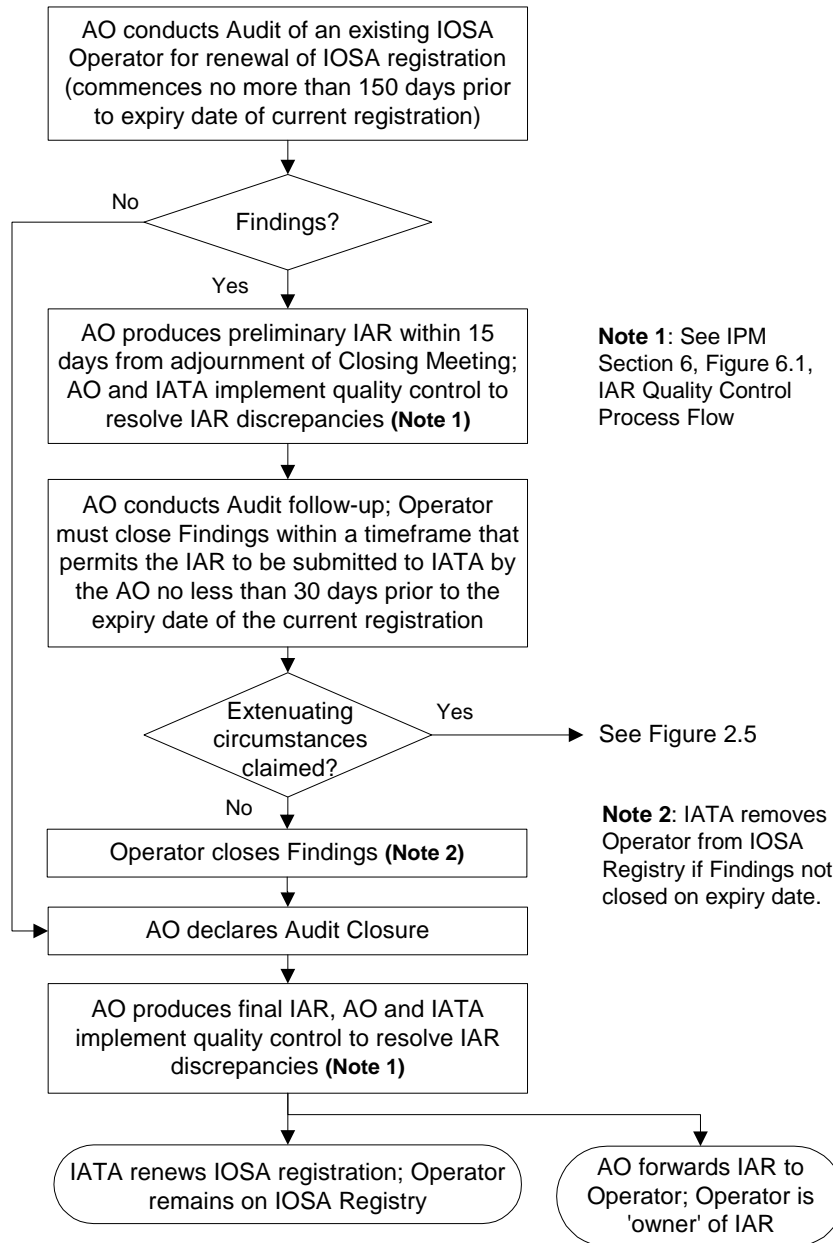 AO conducts Audit of an existing IOSA
Operator for renewal of IOSA registration
(commences no more than 150 days prior
to expiry date of current registration)
No
Findings?
Yes
AO produces preliminary IAR within 15
days from adjournment of Closing Meeting;
AO and IATA implement quality control to
resolve IAR discrepancies (Note 1)
Note 1: See IPM
Section 6, Figure 6.1,
IAR Quality Control
Process Flow
AO conducts Audit follow-up; Operator
must close Findings within a timeframe that
permits the IAR to be submitted to IATA by
the AO no less than 30 days prior to the
expiry date of the current registration
Extenuating
circumstances
claimed?
Yes
See Figure 2.5
No
Note 2: IATA removes
Operator from IOSA
Registry if Findings not
closed on expiry date.
Operator closes Findings (Note 2)
AO declares Audit Closure
AO produces final IAR, AO and IATA
implement quality control to resolve IAR
discrepancies (Note 1)
IATA renews IOSA registration; Operator
remains on IOSA Registry
AO forwards IAR to
Operator; Operator is
'owner' of IAR